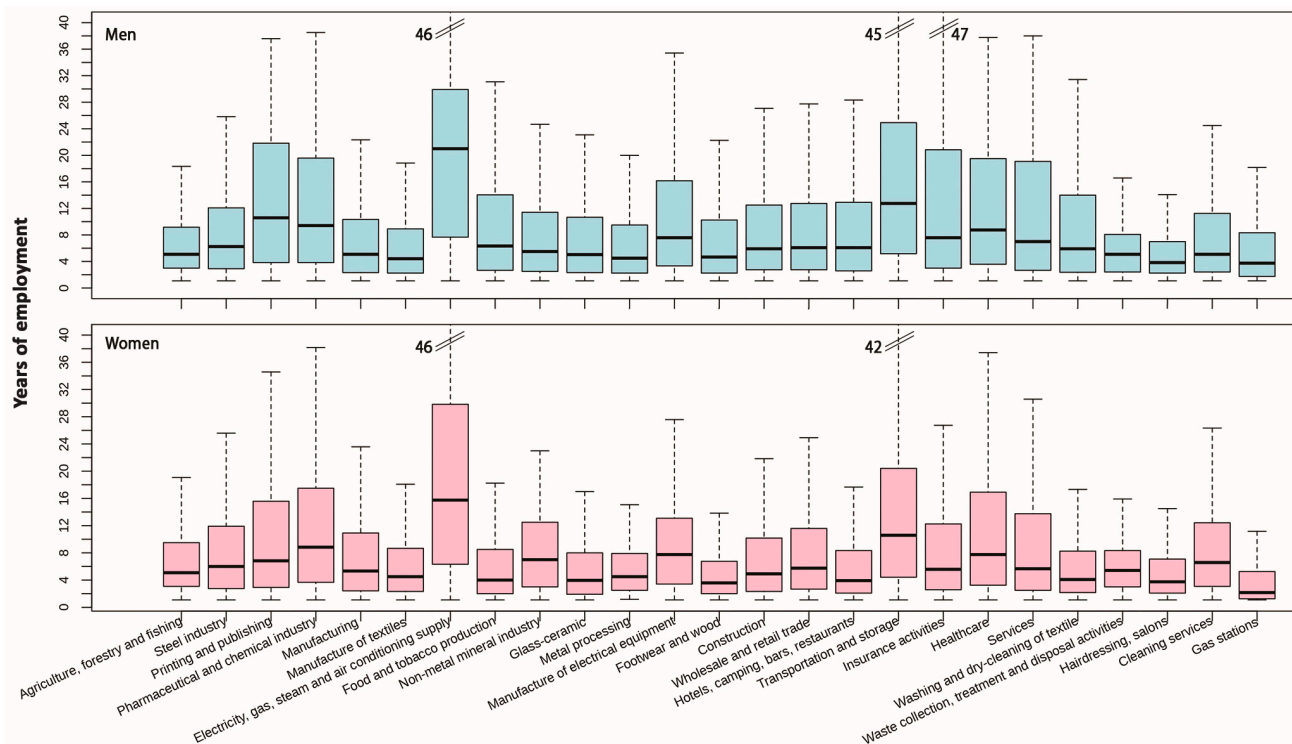 Years of employment
Men
46
45
47
40
36
32
28
24
20
16
12
8
4
0
Women
46
42
40
36
32
28
24
20
16
12
8
4
0
Agriculture, forestry and fishing
Steel industry
Printing and publishing
Pharmaceutical and chemical industry
Manufacturing
Manufacture of textiles
Electricity, gas, steam and air conditioning supply
Food and tobacco production
Non-metal mineral industry
Glass-ceramic
Metal processing
Manufacture of electrical equipment
Footwear and wood
Construction
Wholesale and retail trade
Hotels, camping, bars, restaurants
Transportation and storage
Insurance activities
Healthcare
Services
Washing and dry-cleaning of textile
Waste collection, treatment and disposal activities
Hairdressing, salons
Cleaning services
Gas stations